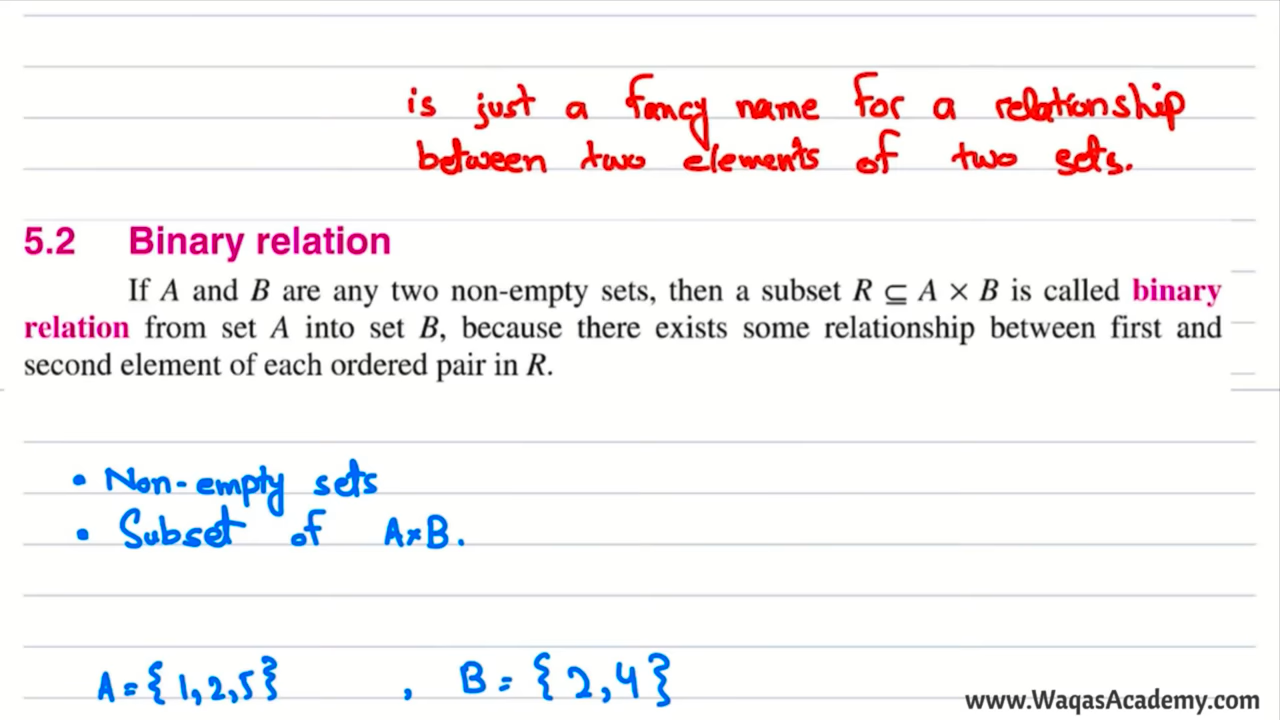 is just a fancy name for a relationship
between two elements of two sets.
5.2 Binary relation
If A and B are any two non-empty sets, then a subset R ⊆ A × B is called binary
relation from set A into set B, because there exists some relationship between first and
second element of each ordered pair in R.
• Non-empty sets
• Subset of A×B.
A = {1, 2, 5} , B = {2, 4}
www.WaqasAcademy.com